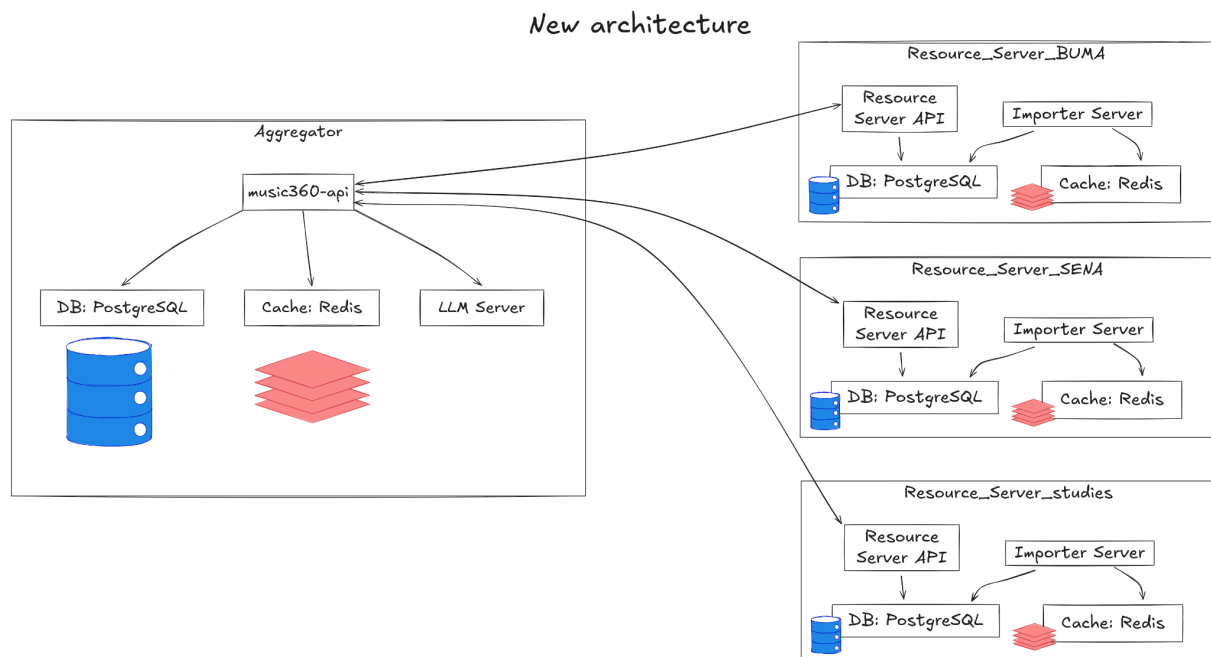 New architecture
Aggregator
music360-api
DB: PostgreSQL
Cache: Redis
LLM Server
Resource_Server_BUMA
Resource
Server API
Importer Server
DB: PostgreSQL
Cache: Redis
Resource_Server_SENA
Resource
Server API
Importer Server
DB: PostgreSQL
Cache: Redis
Resource_Server_studies
Resource
Server API
Importer Server
DB: PostgreSQL
Cache: Redis